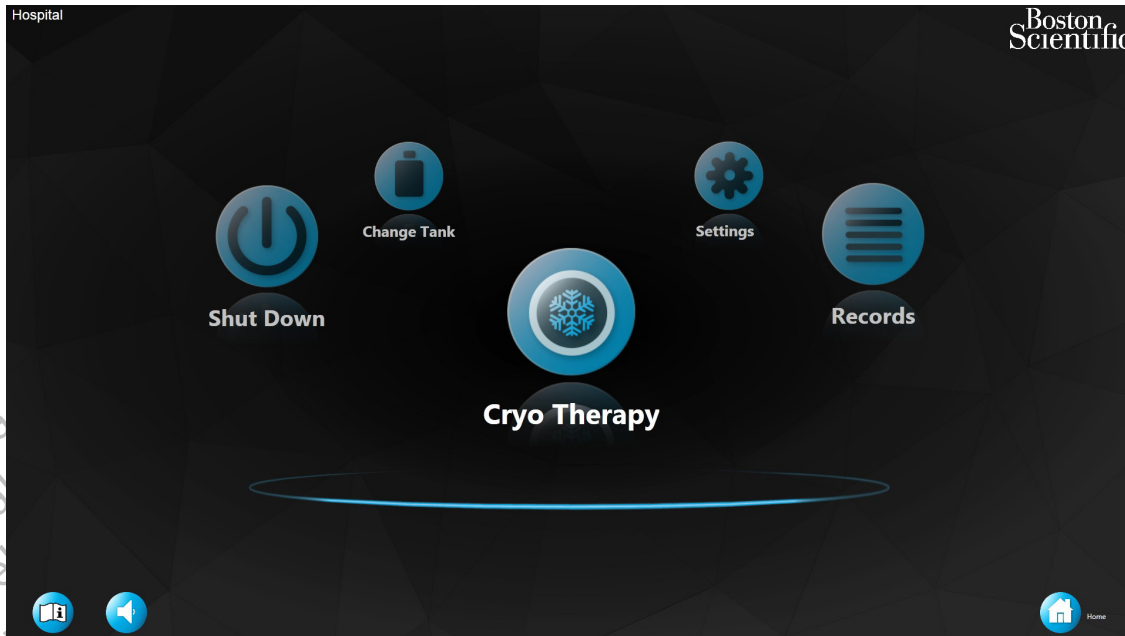 Hospital
Boston
Scientific
Change Tank
Settings
Shut Down
Records
Cryo Therapy
i
Home